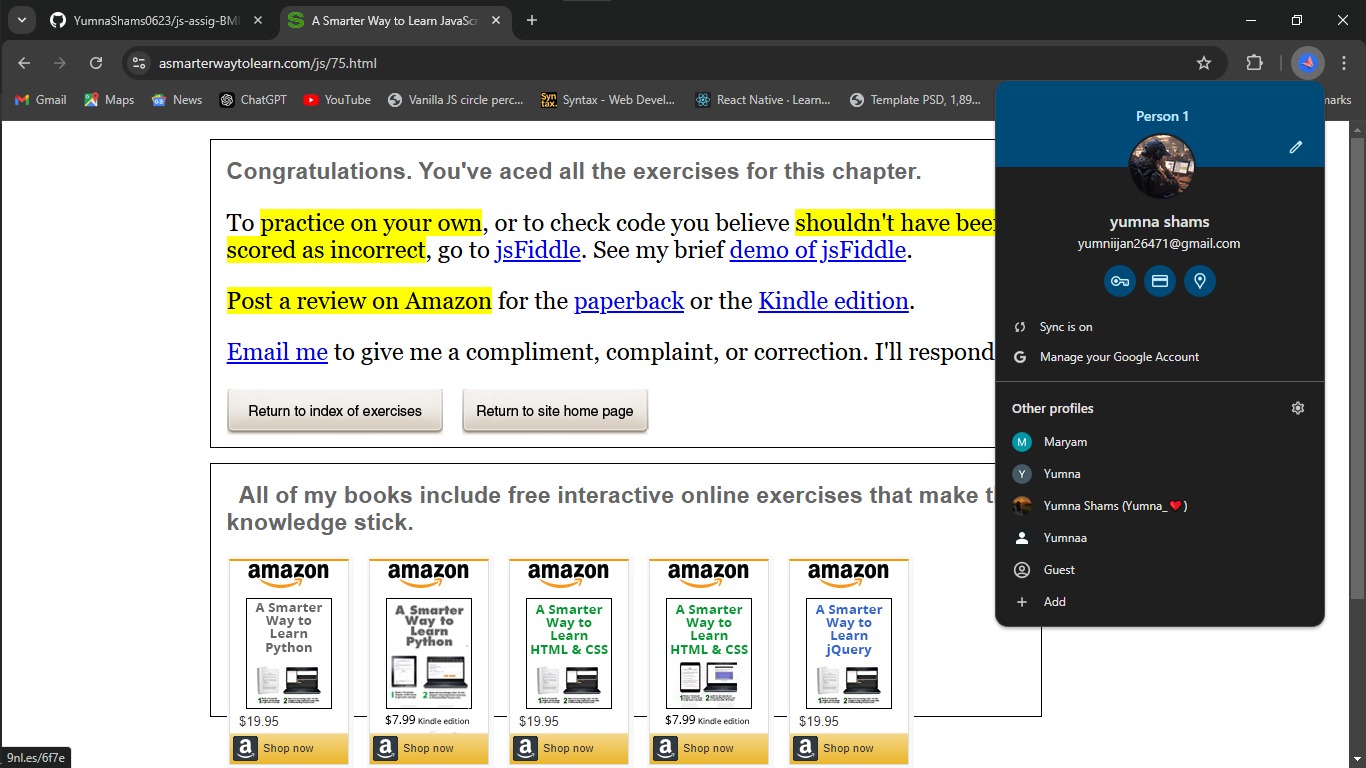 YumnaShams0623/js-assig-BMI
A Smarter Way to Learn JavaScr
asmarterwaytolearn.com/js/75.html
Gmail
Maps
News
ChatGPT
YouTube
Vanilla JS circle perc...
Syntax - Web Devel...
React Native · Learn...
Template PSD, 1,89...
marks
Congratulations. You've aced all the exercises for this chapter.
To practice on your own, or to check code you believe shouldn't have been
scored as incorrect, go to jsFiddle. See my brief demo of jsFiddle.
Post a review on Amazon for the paperback or the Kindle edition.
Email me to give me a compliment, complaint, or correction. I'll respond
Return to index of exercises
Return to site home page
All of my books include free interactive online exercises that make t
knowledge stick.
amazon
A Smarter
Way to
Learn
Python
$19.95
Shop now
amazon
A Smarter
Way to
Learn
Python
$7.99 Kindle edition
Shop now
amazon
A Smarter
Way to
Learn
HTML & CSS
$19.95
Shop now
amazon
A Smarter
Way to
Learn
HTML & CSS
$7.99 Kindle edition
Shop now
amazon
A Smarter
Way to
Learn
jQuery
$19.95
Shop now
Person 1
yumna shams
yumniijan26471@gmail.com
Sync is on
Manage your Google Account
Other profiles
M Maryam
Y Yumna
Yumna Shams (Yumna_❤️)
Yumnaa
Guest
Add
9nl.es/6f7e